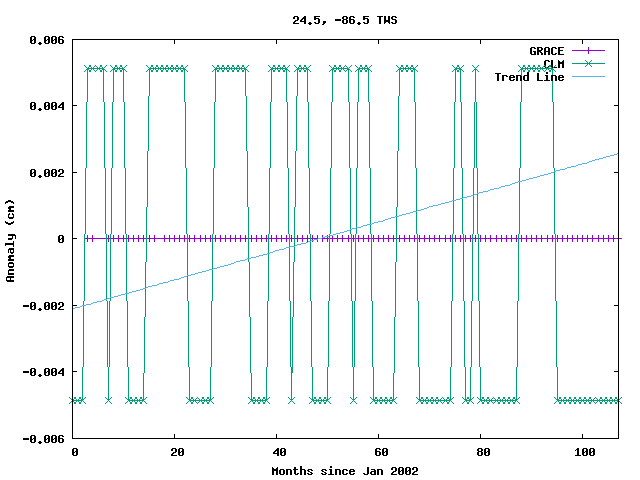 24.5, -86.5 TWS
GRACE
CLM
Trend Line
0.006
0.004
0.002
0
-0.002
-0.004
-0.006
Anomaly (cm)
0 20 40 60 80 100
Months since Jan 2002